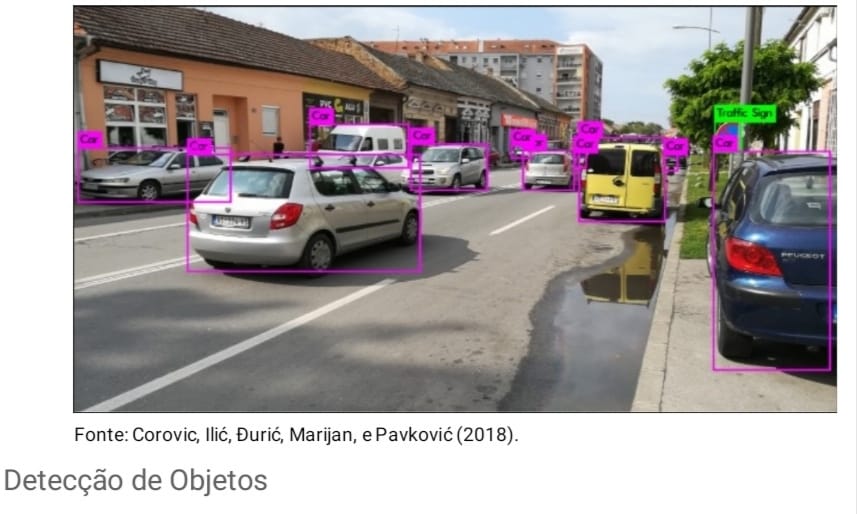 Traffic Sign
Car
Car
Car
Car
Car
Car
Car
Car
Car
PEUGEOT
Fonte: Corovic, Ilić, Đurić, Marijan, e Pavković (2018).
Detecção de Objetos